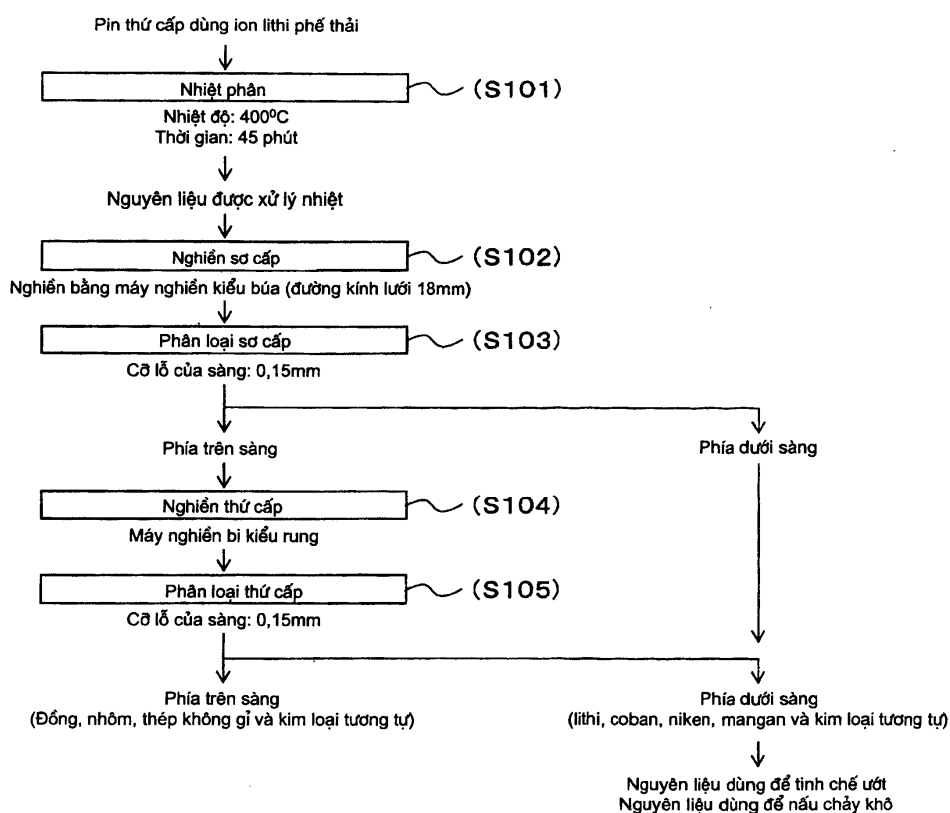 Pin thứ cấp dùng ion lithi phế thải
Nhiệt phân
(S101)
Nhiệt độ: 400⁰C
Thời gian: 45 phút
Nguyên liệu được xử lý nhiệt
Nghiền sơ cấp
(S102)
Nghiền bằng máy nghiền kiểu búa (đường kính lưới 18mm)
Phân loại sơ cấp
(S103)
Cỡ lỗ của sàng: 0,15mm
Phía trên sàng
Phía dưới sàng
Nghiền thứ cấp
(S104)
Máy nghiền bi kiểu rung
Phân loại thứ cấp
(S105)
Cỡ lỗ của sàng: 0,15mm
Phía trên sàng
(Đồng, nhôm, thép không gỉ và kim loại tương tự)
Phía dưới sàng
(lithi, coban, niken, mangan và kim loại tương tự)
Nguyên liệu dùng để tinh chế ướt
Nguyên liệu dùng để nấu chảy khô